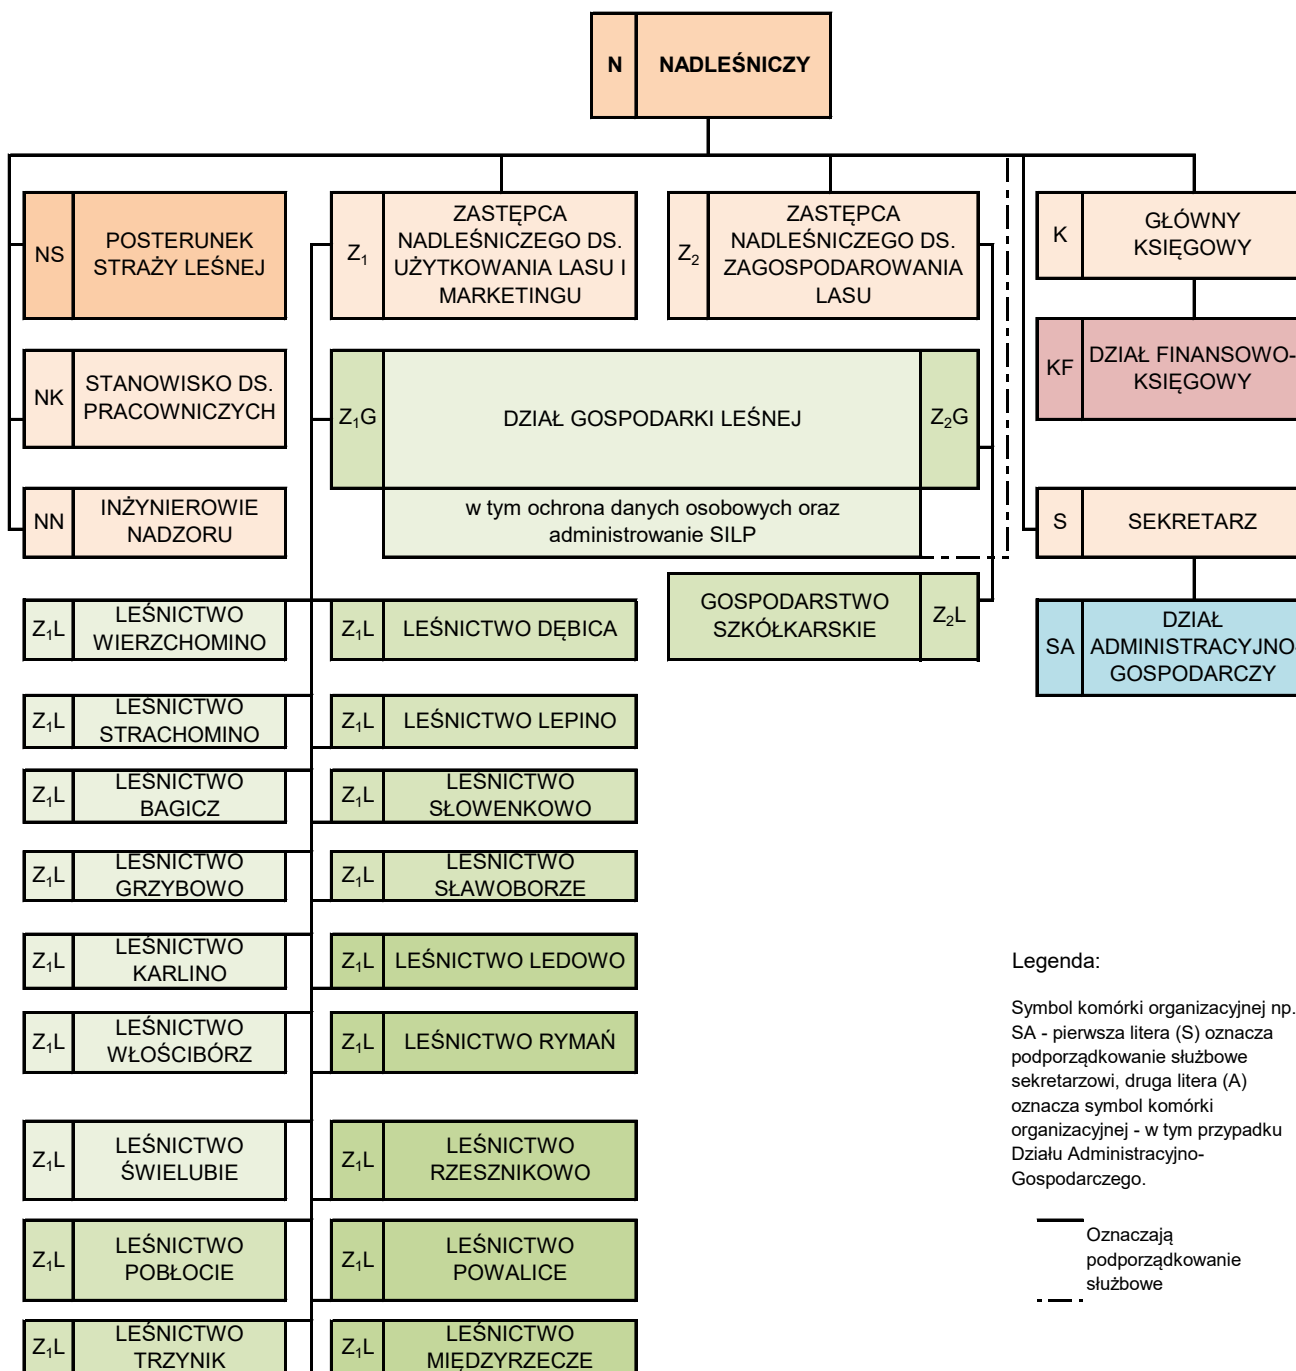 N NADLEŚNICZY
NS POSTERUNEK
STRAŻY LEŚNEJ
Z₁ ZASTĘPCA
NADLEŚNICZEGO DS.
UŻYTKOWANIA LASU I
MARKETINGU
Z₂ ZASTĘPCA
NADLEŚNICZEGO DS.
ZAGOSPODAROWANIA
LASU
K GŁÓWNY
KSIĘGOWY
NK STANOWISKO DS.
PRACOWNICZYCH
Z₁G DZIAŁ GOSPODARKI LEŚNEJ Z₂G
KF DZIAŁ FINANSOWO-
KSIĘGOWY
NN INŻYNIEROWIE
NADZORU
w tym ochrona danych osobowych oraz
administrowanie SILP
S SEKRETARZ
Z₁L LEŚNICTWO
WIERZCHOMINO
Z₁L LEŚNICTWO DĘBICA
GOSPODARSTWO
SZKÓŁKARSKIE Z₂L
SA DZIAŁ
ADMINISTRACYJNO-
GOSPODARCZY
Z₁L LEŚNICTWO
STRACHOMINO
Z₁L LEŚNICTWO LEPINO
Z₁L LEŚNICTWO
BAGICZ
Z₁L LEŚNICTWO
SŁOWENKOWO
Z₁L LEŚNICTWO
GRZYBOWO
Z₁L LEŚNICTWO
SŁAWOBORZE
Z₁L LEŚNICTWO
KARLINO
Z₁L LEŚNICTWO LEDOWO
Z₁L LEŚNICTWO
WŁOŚCIBÓRZ
Z₁L LEŚNICTWO RYMAŃ
Z₁L LEŚNICTWO
ŚWIELUBIE
Z₁L LEŚNICTWO
RZESZNIKOWO
Z₁L LEŚNICTWO
POBŁOCIE
Z₁L LEŚNICTWO
POWALICE
Z₁L LEŚNICTWO
TRZYNIK
Z₁L LEŚNICTWO
MIĘDZYRZECZE
Legenda:
Symbol komórki organizacyjnej np.
SA - pierwsza litera (S) oznacza
podporządkowanie służbowe
sekretarzowi, druga litera (A)
oznacza symbol komórki
organizacyjnej - w tym przypadku
Działu Administracyjno-
Gospodarczego.
Oznaczają
podporządkowanie
służbowe